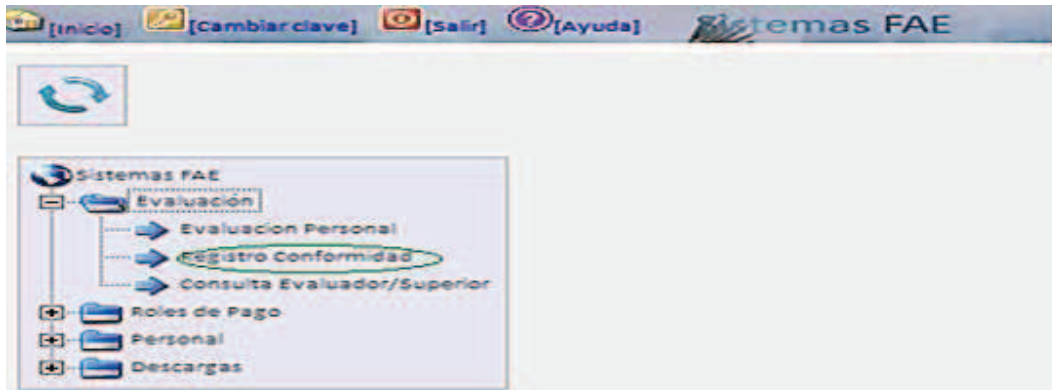 [Inicio] [Cambiar clave] [Salir] [Ayuda] Sistemas FAE
Sistemas FAE
Evaluación
Evaluacion Personal
Registro Conformidad
Consulta Evaluador/Superior
Roles de Pago
Personal
Descargas